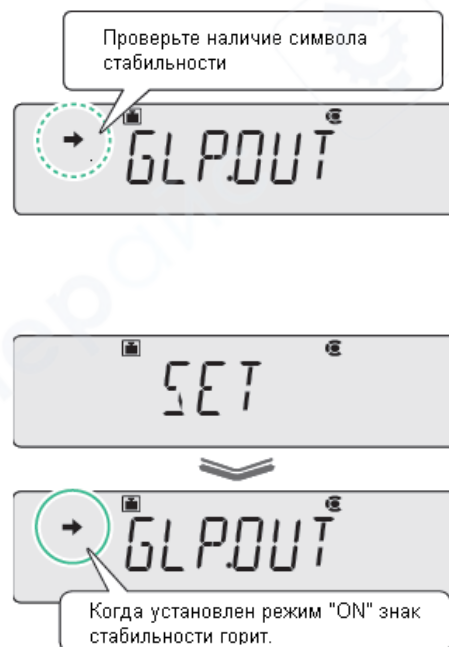 Проверьте наличие символа
стабильности
GLP.OUT
SET
GLP.OUT
Когда установлен режим "ON" знак
стабильности горит.